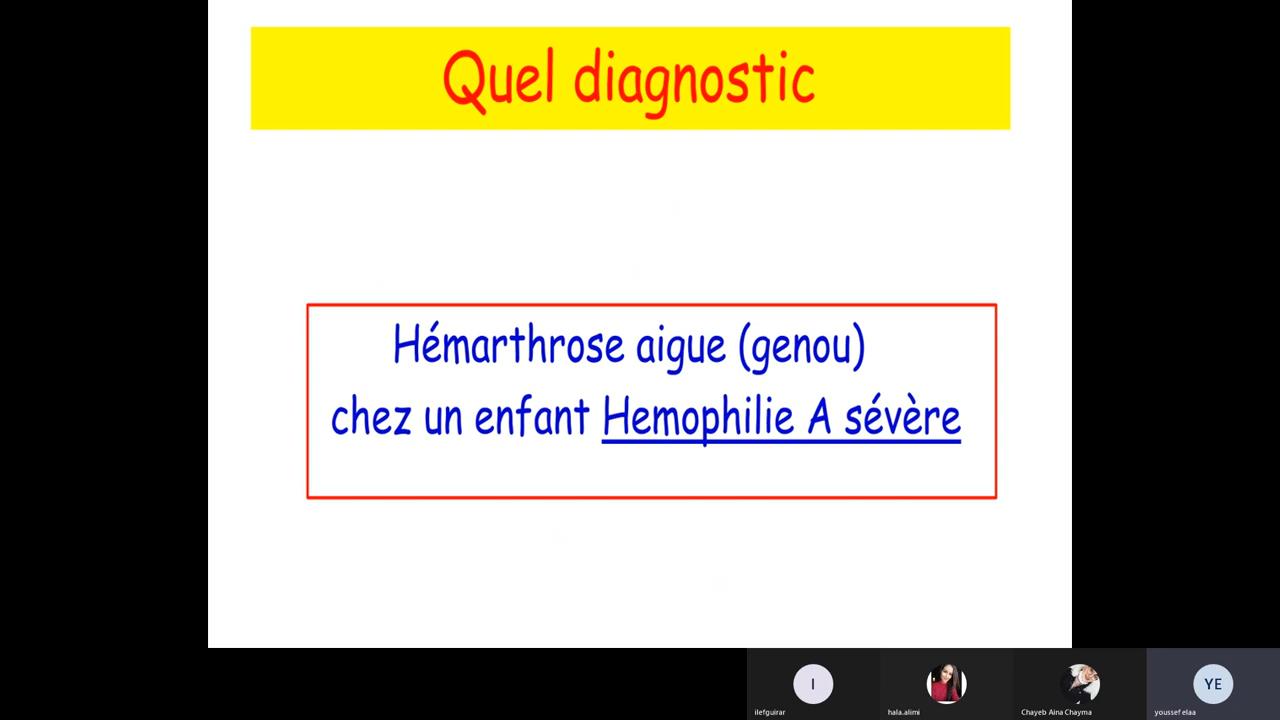 Quel diagnostic
Hémarthrose aigue (genou)
chez un enfant Hemophilie A sévère
I
YE
ilefguirar
hala.alimi
Chayeb Aina Chayma
youssef elaa